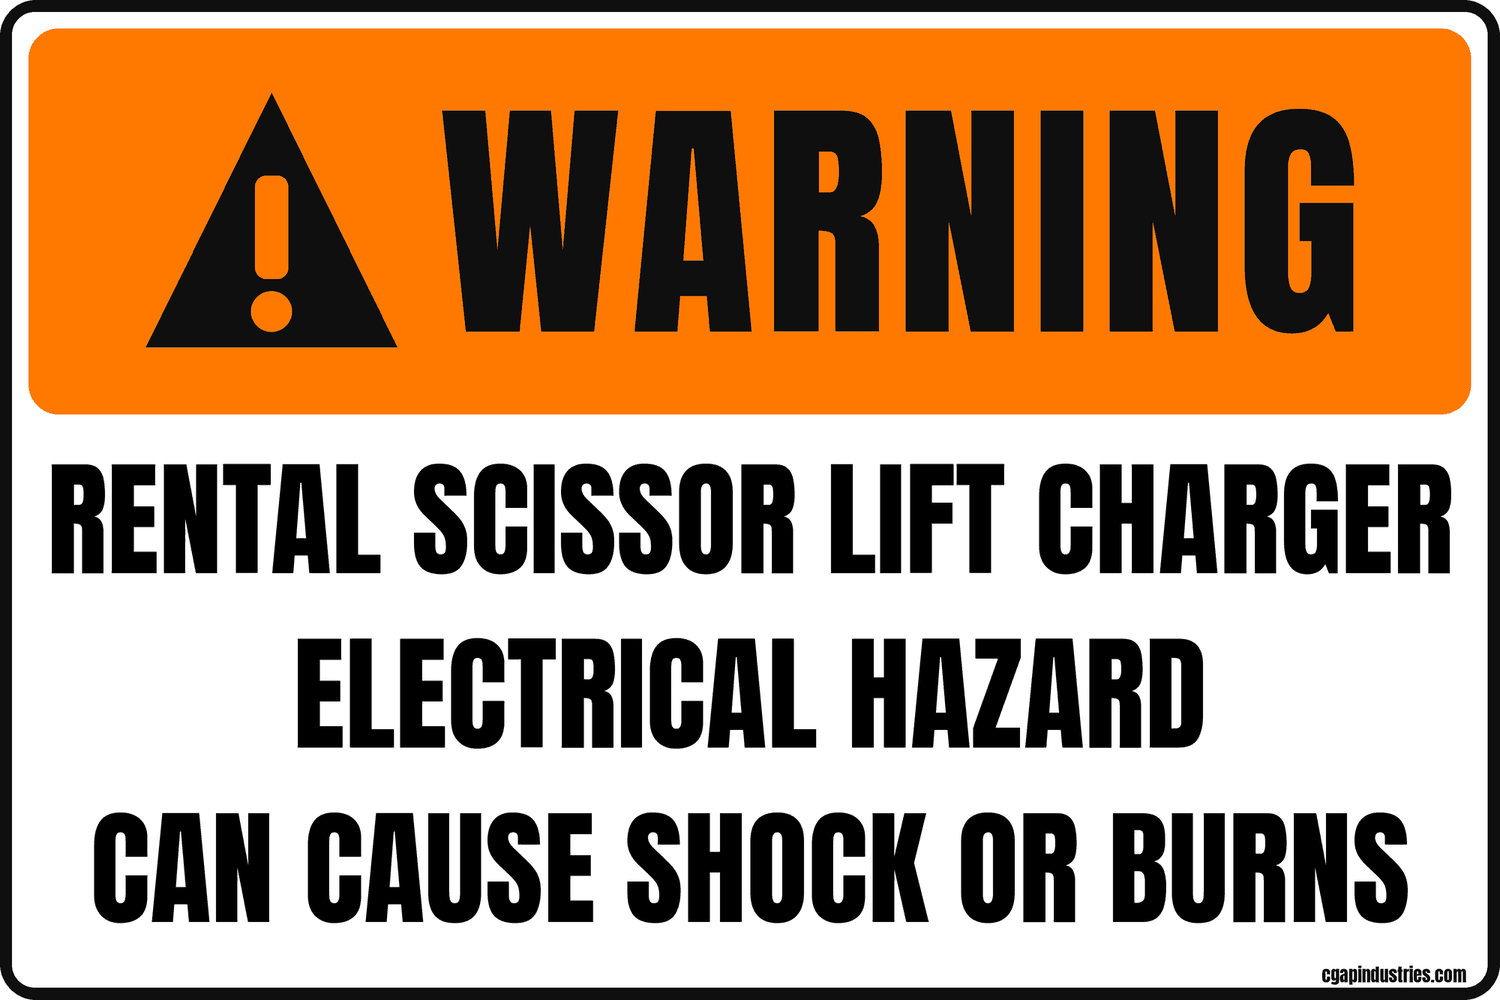 WARNING
RENTAL SCISSOR LIFT CHARGER
ELECTRICAL HAZARD
CAN CAUSE SHOCK OR BURNS
cgapindustries.com